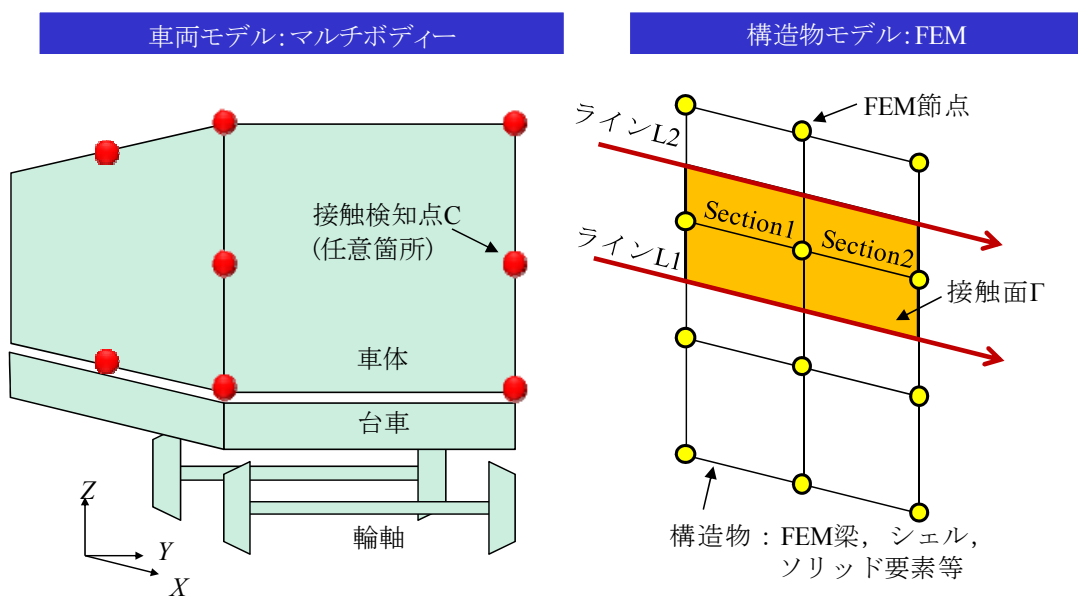 車両モデル：マルチボディー
構造物モデル：FEM
接触検知点C
(任意箇所)
車体
台車
輪軸
Z
Y
X
FEM節点
ラインL2
Section1
Section2
ラインL1
接触面Γ
構造物：FEM梁，シェル，
ソリッド要素等